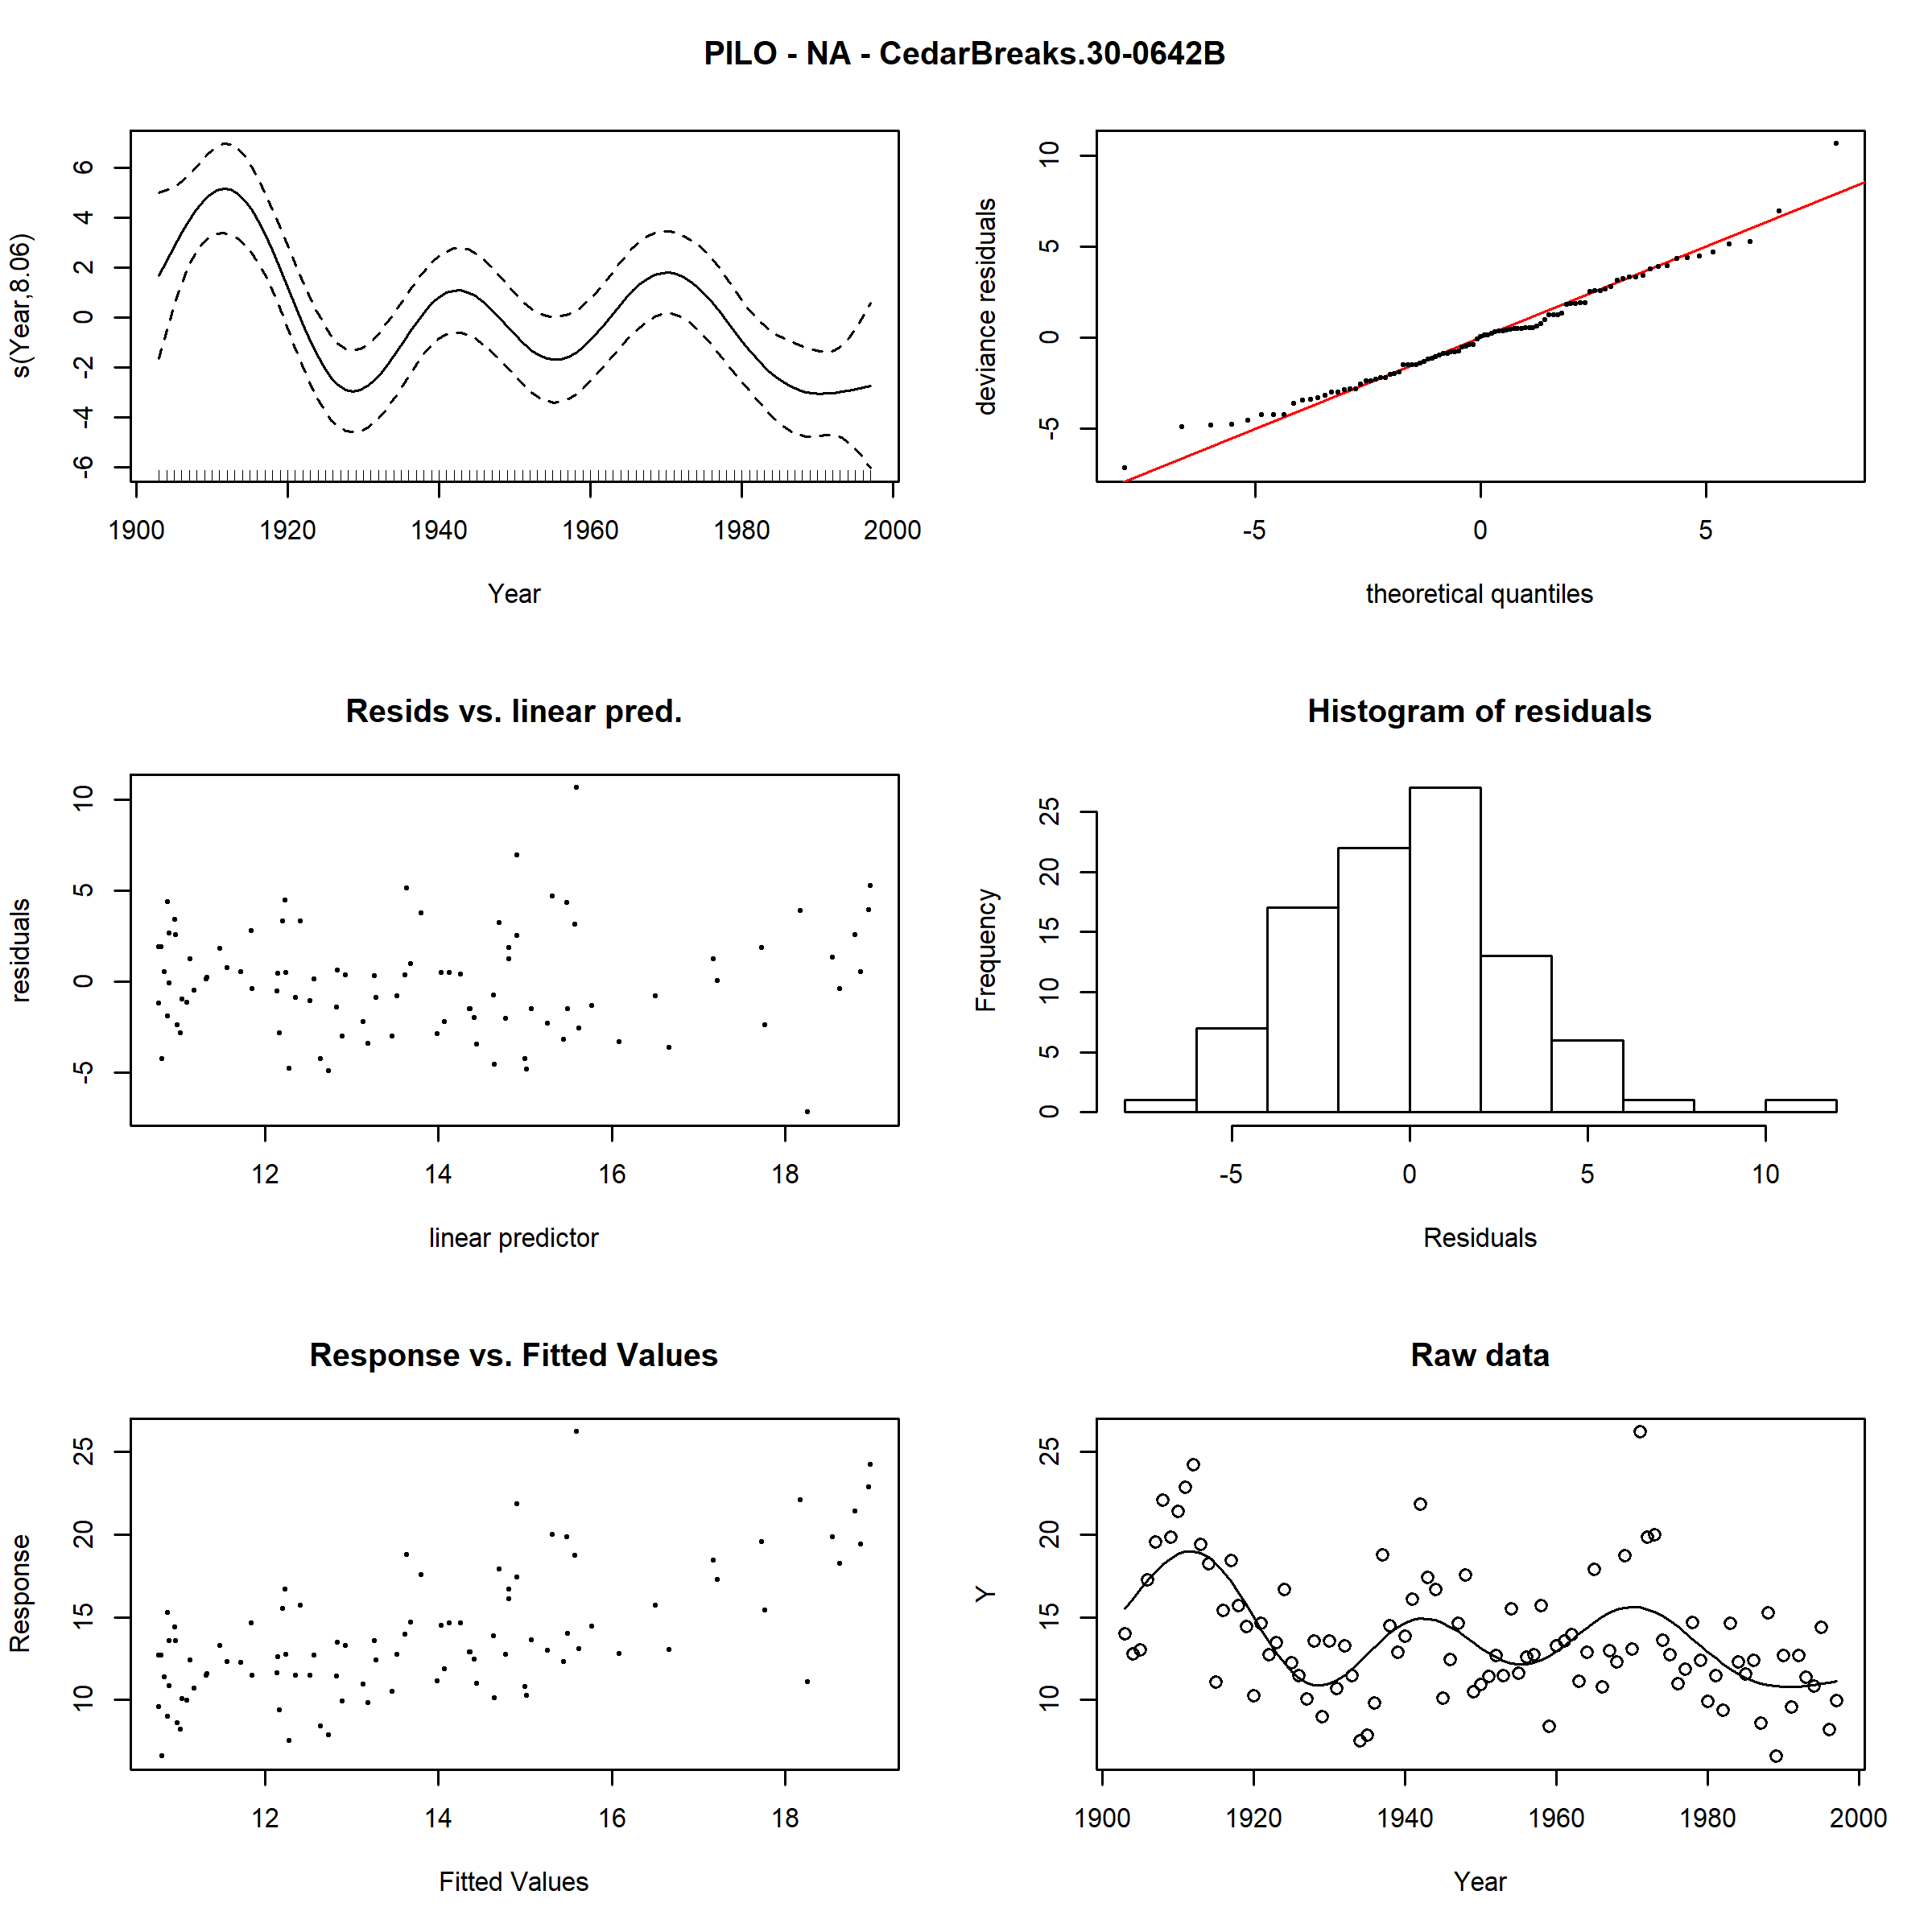 PILO - NA - CedarBreaks.30-0642B
s(Year,8.06)
6
4
2
0
-2
-4
-6
1900 1920 1940 1960 1980 2000
Year
deviance residuals
10
5
0
-5
-5 0 5
theoretical quantiles
Resids vs. linear pred.
residuals
10
5
0
-5
12 14 16 18
linear predictor
Histogram of residuals
Frequency
25
20
15
10
5
0
-5 0 5 10
Residuals
Response vs. Fitted Values
Response
25
20
15
10
12 14 16 18
Fitted Values
Raw data
Y
25
20
15
10
1900 1920 1940 1960 1980 2000
Year